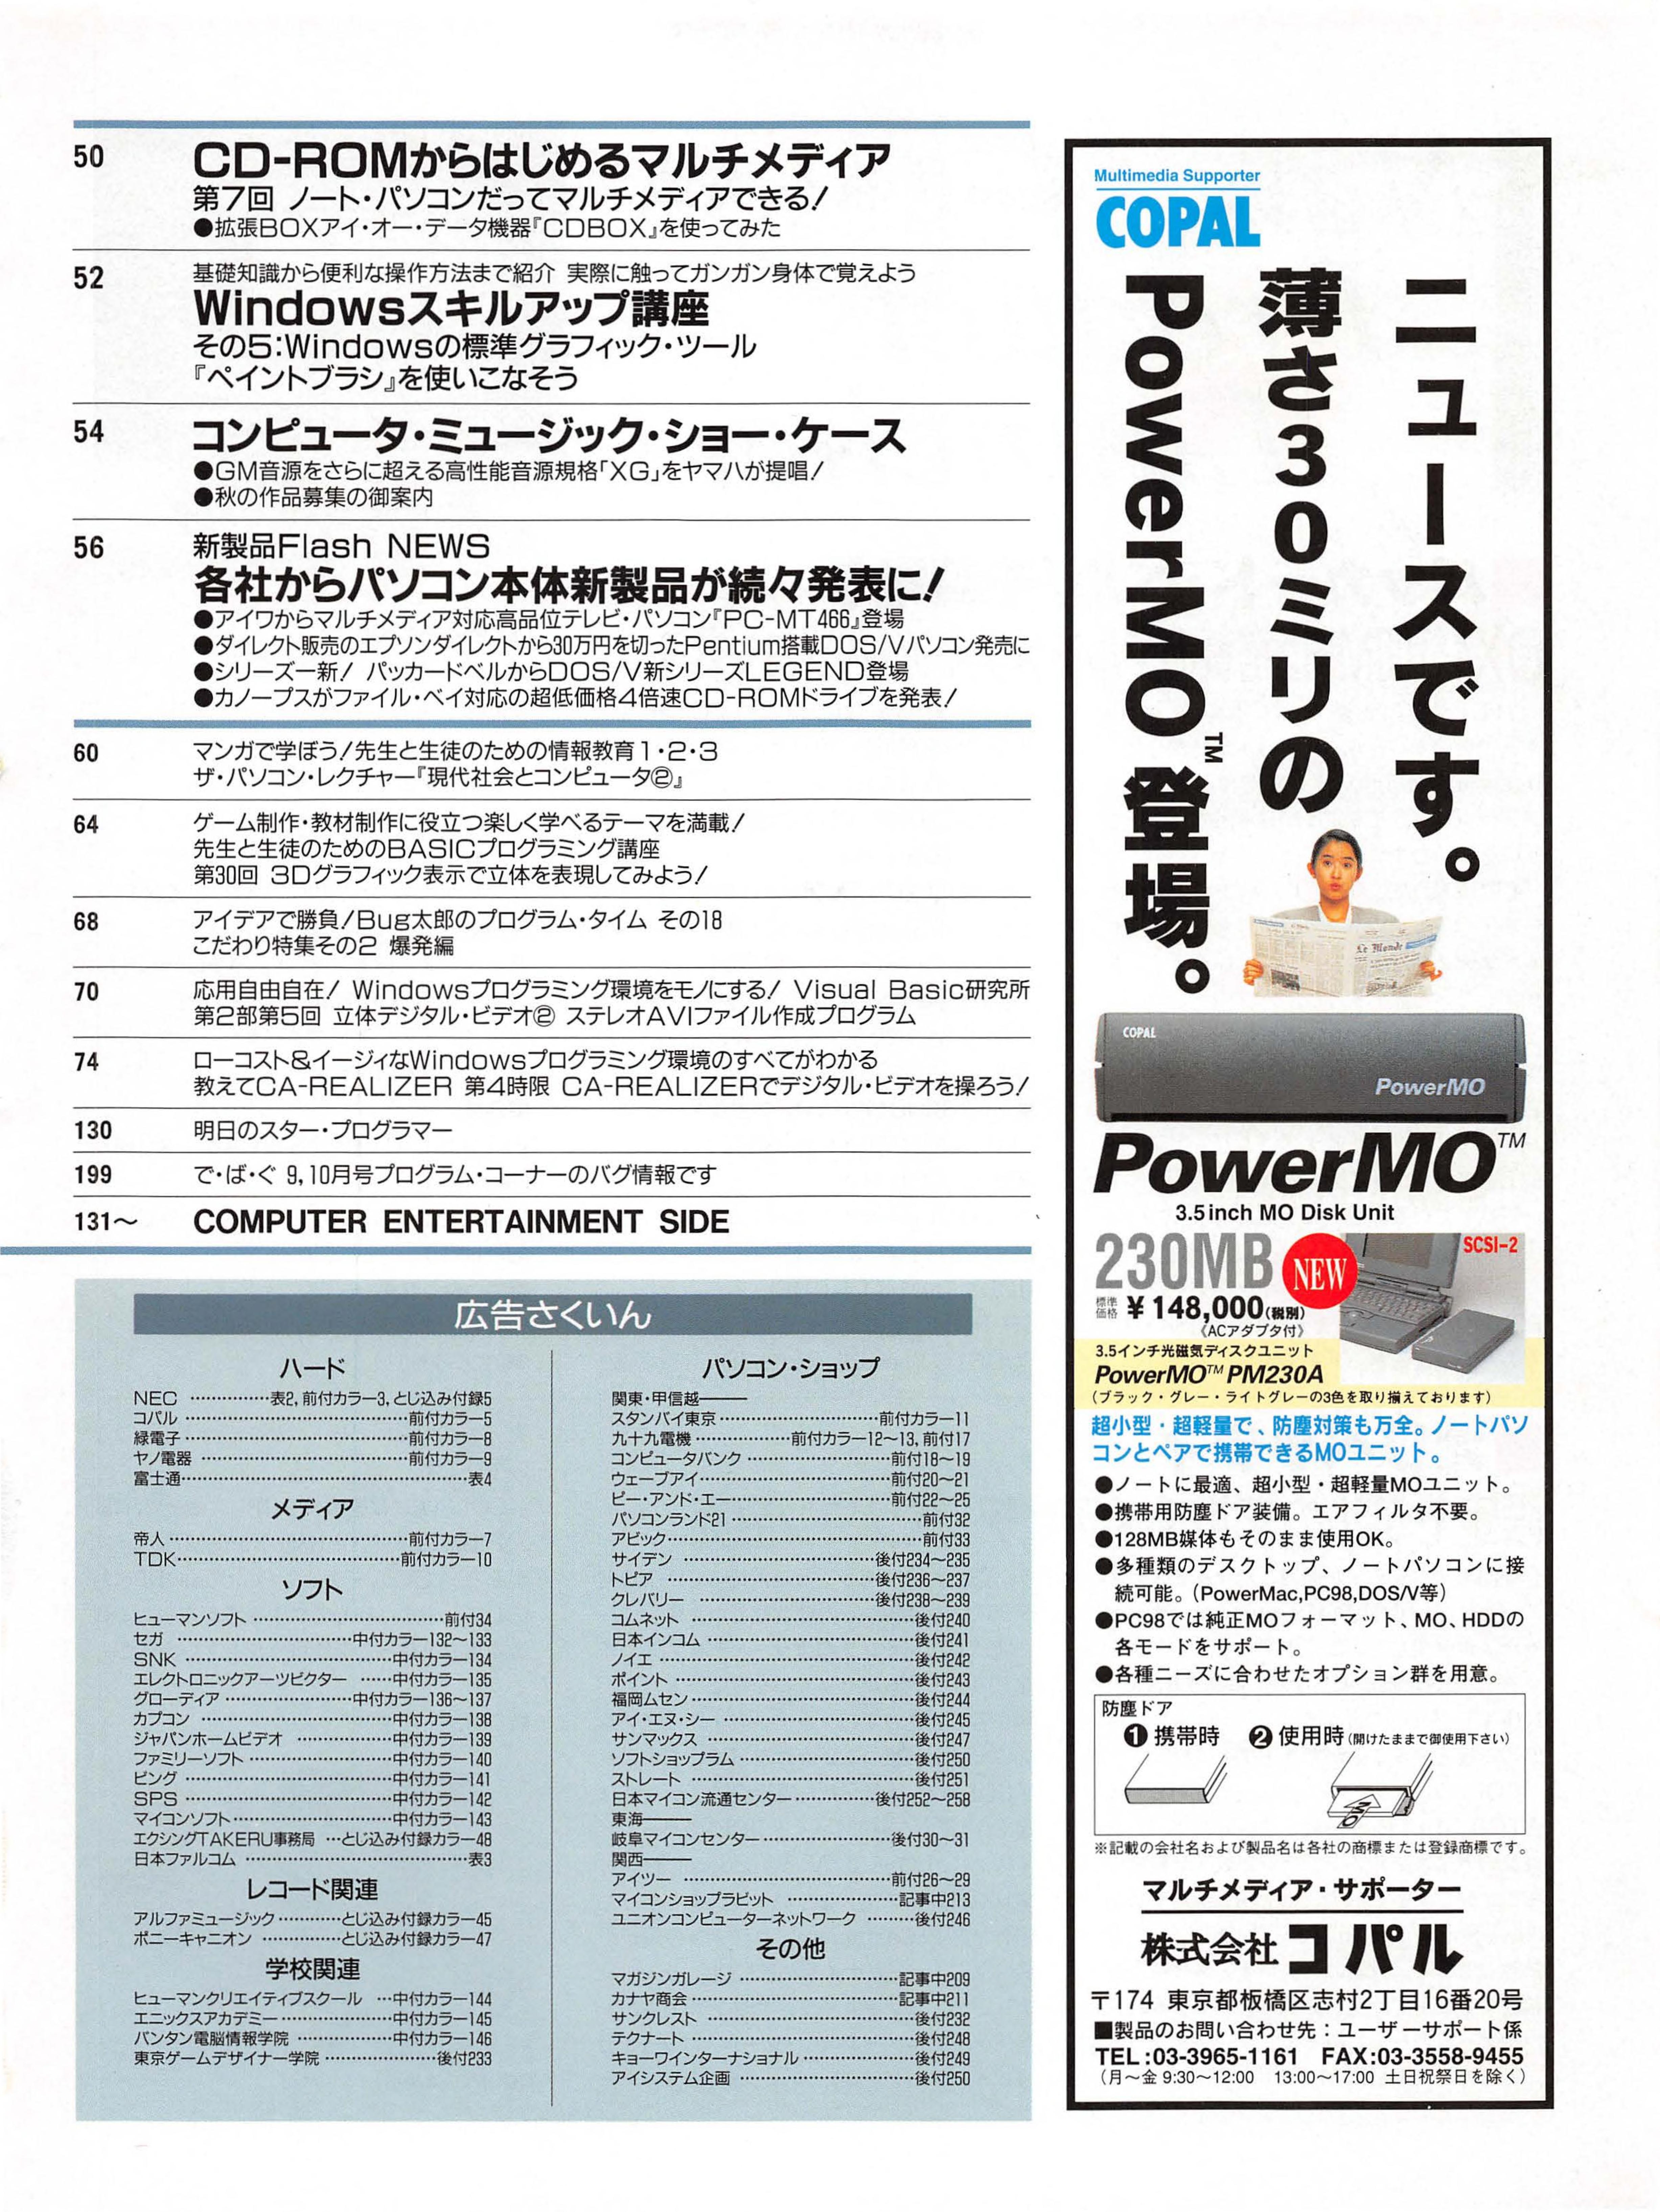 50
CD-ROMからはじめるマルチメディア
第7回 ノート・パソコンだってマルチメディアできる!
●拡張BOXアイ・オー・データ機器『CDBOX』を使ってみた
52
基礎知識から便利な操作方法まで紹介 実際に触ってガンガン身体で覚えよう
Windowsスキルアップ講座
その5:Windowsの標準グラフィック・ツール
『ペイントブラシ』を使いこなそう
54
コンピュータ・ミュージック・ショー・ケース
●GM音源をさらに超える高性能音源規格「XG」をヤマハが提唱!
●秋の作品募集の御案内
56
新製品Flash NEWS
各社からパソコン本体新製品が続々発表に!
●アイワからマルチメディア対応高品位テレビ・パソコン『PC-MT466』登場
●ダイレクト販売のエプソンダイレクトから30万円を切ったPentium搭載DOS/Vパソコン発売に
●シリーズ一新! パッカードベルからDOS/V新シリーズLEGEND登場
●カノープスがファイル・ベイ対応の超低価格4倍速CD-ROMドライブを発表!
60
マンガで学ぼう!先生と生徒のための情報教育1・2・3
ザ・パソコン・レクチャー『現代社会とコンピュータ②』
64
ゲーム制作・教材制作に役立つ楽しく学べるテーマを満載!
先生と生徒のためのBASICプログラミング講座
第30回 3Dグラフィック表示で立体を表現してみよう!
68
アイデアで勝負!Bug太郎のプログラム・タイム その18
こだわり特集その2 爆発編
70
応用自由自在! Windowsプログラミング環境をモノにする! Visual Basic研究所
第2部第5回 立体デジタル・ビデオ② ステレオAVIファイル作成プログラム
74
ローコスト&イージィなWindowsプログラミング環境のすべてがわかる
教えてCA-REALIZER 第4時限 CA-REALIZERでデジタル・ビデオを操ろう!
130
明日のスター・プログラマー
199
で・ば・ぐ 9,10月号プログラム・コーナーのバグ情報です
131〜
COMPUTER ENTERTAINMENT SIDE
広告さくいん
ハード
NEC ……………表2,前付カラー3,とじ込み付録5
コパル ……………前付カラー5
緑電子 ……………前付カラー8
ヤノ電器 ……………前付カラー9
富士通……………表4
メディア
帝人 ……………前付カラー7
TDK……………前付カラー10
ソフト
ヒューマンソフト ……………前付34
セガ ……………中付カラー132〜133
SNK ……………中付カラー134
エレクトロニックアーツビクター ……中付カラー135
グローディア ……………中付カラー136〜137
カプコン ……………中付カラー138
ジャパンホームビデオ ……………中付カラー139
ファミリーソフト ……………中付カラー140
ビング ……………中付カラー141
SPS ……………中付カラー142
マイコンソフト……………中付カラー143
エクシングTAKERU事務局 …とじ込み付録カラー48
日本ファルコム ……………表3
レコード関連
アルファミュージック …………とじ込み付録カラー45
ポニーキャニオン ……………とじ込み付録カラー47
学校関連
ヒューマンクリエイティブスクール …中付カラー144
エニックスアカデミー……………中付カラー145
バンタン電脳情報学院 ……………中付カラー146
東京ゲームデザイナー学院 ……………後付233
パソコン・ショップ
関東・甲信越――
スタンバイ東京……………前付カラー11
九十九電機……………前付カラー12〜13,前付17
コンピュータバンク ……………前付18〜19
ウェーブアイ……………前付20〜21
ピー・アンド・エー……………前付22〜25
パソコンランド21 ……………前付32
アビック……………前付33
サイデン ……………後付234〜235
トピア ……………後付236〜237
クレバリー ……………後付238〜239
コムネット ……………後付240
日本インコム ……………後付241
ノイエ ……………後付242
ポイント ……………後付243
福岡ムセン……………後付244
アイ・エヌ・シー ……………後付245
サンマックス ……………後付247
ソフトショップラム ……………後付250
ストレート ……………後付251
日本マイコン流通センター……………後付252〜258
東海――
岐阜マイコンセンター……………後付30〜31
関西――
アイツー ……………前付26〜29
マイコンショップラビット ……………記事中213
ユニオンコンピューターネットワーク ………後付246
その他
マガジンガレージ ……………記事中209
カナヤ商会……………記事中211
サンクレスト ……………後付232
テクナート ……………後付248
キョーワインターナショナル ……………後付249
アイシステム企画 ……………後付250
Multimedia Supporter
COPAL
ニュースです。
薄さ30ミリの
PowerMO™登場。
Le Monde
COPAL
PowerMO
PowerMO™
3.5inch MO Disk Unit
230MB
NEW
SCSI-2
標準価格 ¥148,000(税別)
《ACアダプタ付》
3.5インチ光磁気ディスクユニット
PowerMO™ PM230A
(ブラック・グレー・ライトグレーの3色を取り揃えております)
超小型・超軽量で、防塵対策も万全。ノートパソ
コンとペアで携帯できるMOユニット。
●ノートに最適、超小型・超軽量MOユニット。
●携帯用防塵ドア装備。エアフィルタ不要。
●128MB媒体もそのまま使用OK。
●多種類のデスクトップ、ノートパソコンに接
続可能。(PowerMac,PC98,DOS/V等)
●PC98では純正MOフォーマット、MO、HDDの
各モードをサポート。
●各種ニーズに合わせたオプション群を用意。
防塵ドア
❶ 携帯時 ❷ 使用時(開けたままで御使用下さい)
MO
※記載の会社名および製品名は各社の商標または登録商標です。
マルチメディア・サポーター
株式会社コパル
〒174 東京都板橋区志村2丁目16番20号
■製品のお問い合わせ先:ユーザーサポート係
TEL:03-3965-1161 FAX:03-3558-9455
(月〜金 9:30〜12:00 13:00〜17:00 土日祝祭日を除く)